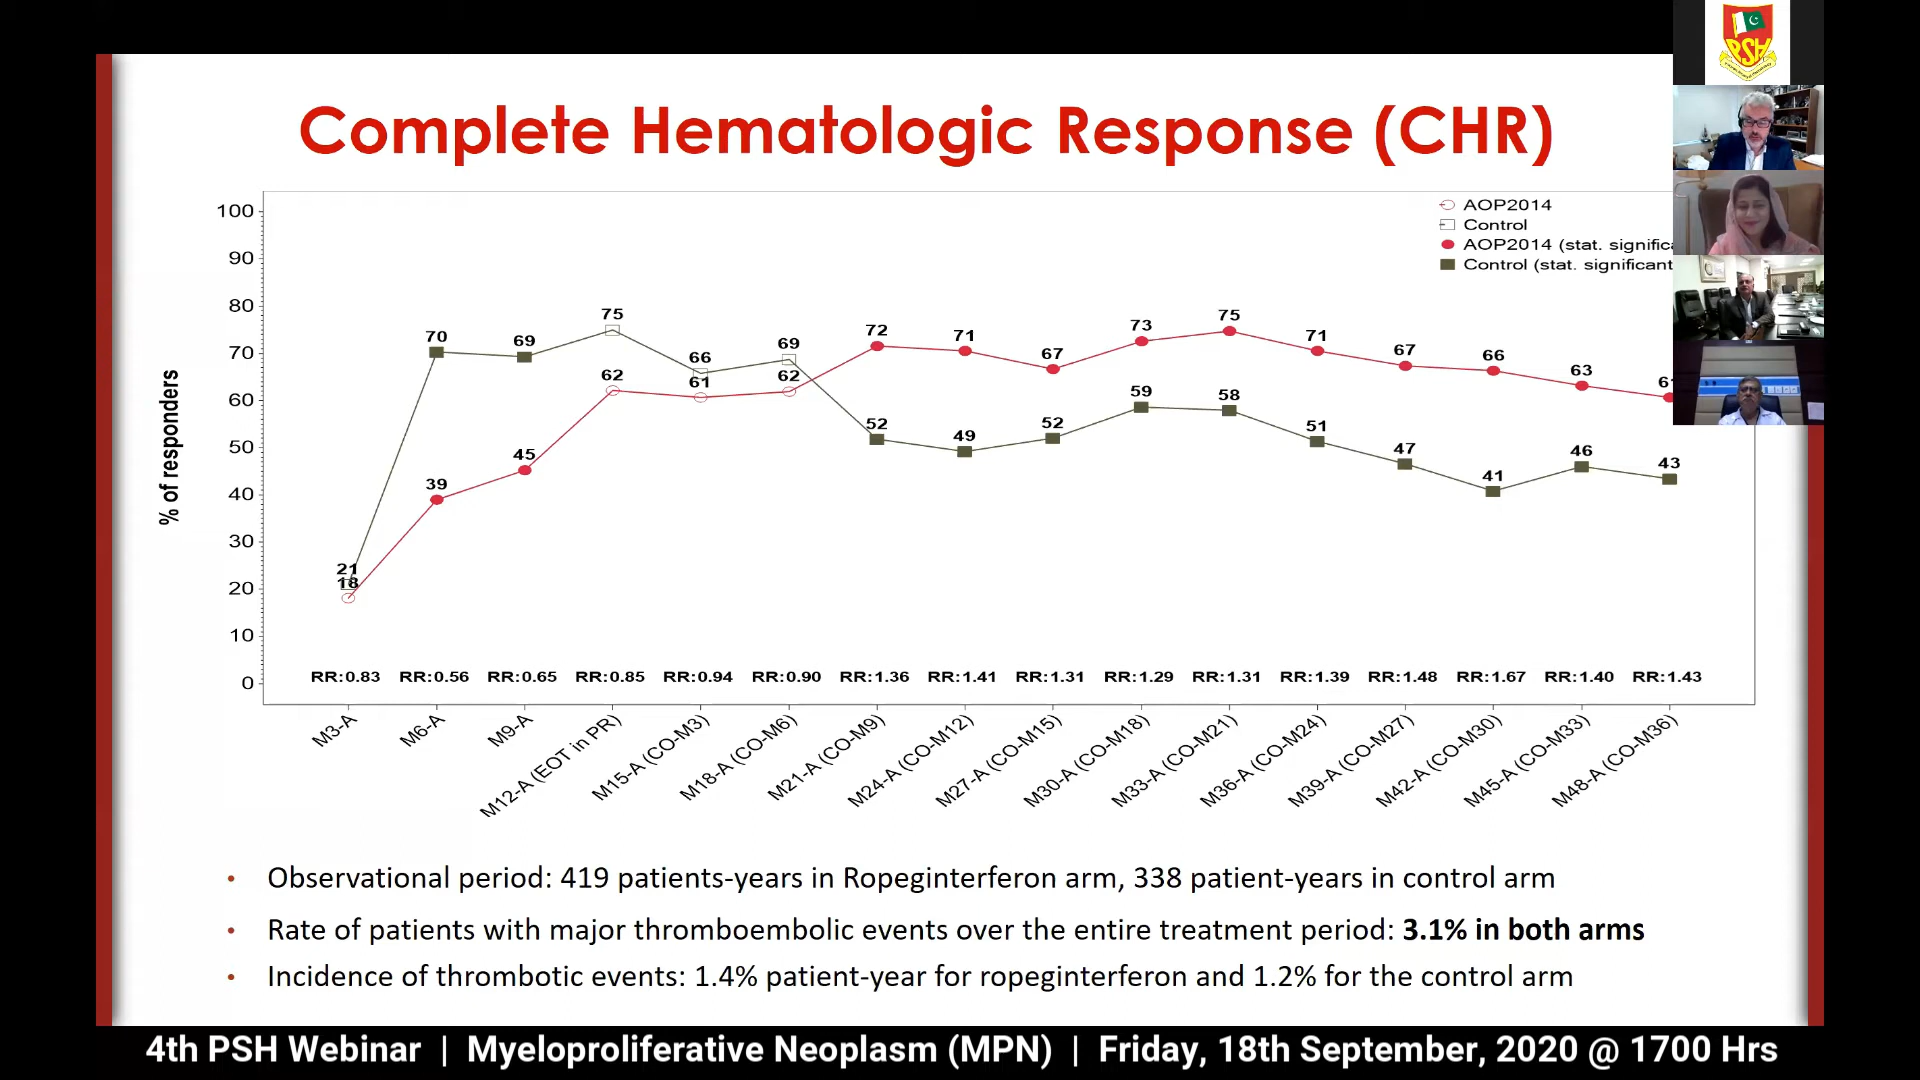 PSH
Complete Hematologic Response (CHR)
AOP2014
Control
AOP2014 (stat. signific
Control (stat. significant
% of responders
100
90
80
70
60
50
40
30
20
10
0
21 70 69 75 66 69 52 49 52 59 58 51 47 41 46 43
18 39 45 62 61 62 72 71 67 73 75 71 67 66 63
RR:0.83 RR:0.56 RR:0.65 RR:0.85 RR:0.94 RR:0.90 RR:1.36 RR:1.41 RR:1.31 RR:1.29 RR:1.31 RR:1.39 RR:1.48 RR:1.67 RR:1.40 RR:1.43
M3-A
M6-A
M9-A
M12-A (EOT in PR)
M15-A (CO-M3)
M18-A (CO-M6)
M21-A (CO-M9)
M24-A (CO-M12)
M27-A (CO-M15)
M30-A (CO-M18)
M33-A (CO-M21)
M36-A (CO-M24)
M39-A (CO-M27)
M42-A (CO-M30)
M45-A (CO-M33)
M48-A (CO-M36)
• Observational period: 419 patients-years in Ropeginterferon arm, 338 patient-years in control arm
• Rate of patients with major thromboembolic events over the entire treatment period: 3.1% in both arms
• Incidence of thrombotic events: 1.4% patient-year for ropeginterferon and 1.2% for the control arm
4th PSH Webinar | Myeloproliferative Neoplasm (MPN) | Friday, 18th September, 2020 @ 1700 Hrs